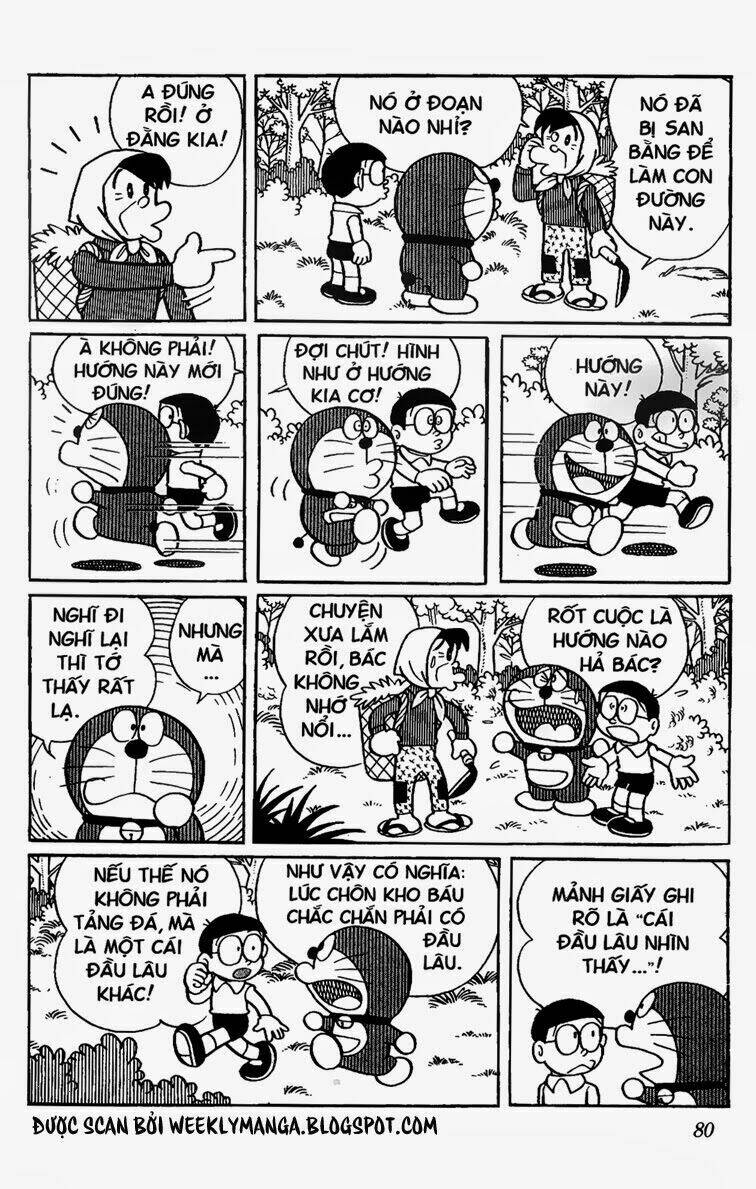 NÓ ĐÃ
BỊ SAN
BẰNG ĐỂ
LÀM CON
ĐƯỜNG
NÀY.
NÓ Ở ĐOẠN
NÀO NHỈ?
A ĐÚNG
RỒI! Ở
ĐẰNG KIA!
HƯỚNG
NÀY!
ĐỢI CHÚT! HÌNH
NHƯ Ở HƯỚNG
KIA CƠ!
À KHÔNG PHẢI!
HƯỚNG NÀY MỚI
ĐÚNG!
RỐT CUỘC LÀ
HƯỚNG NÀO
HẢ BÁC?
CHUYỆN
XƯA LẮM
RỒI, BÁC
KHÔNG
NHỚ
NỔI...
NHƯNG
MÀ
...
NGHĨ ĐI
NGHĨ LẠI
THÌ TỚ
THẤY RẤT
LẠ.
MẢNH GIẤY GHI
RÕ LÀ "CÁI
ĐẦU LÂU NHÌN
THẤY..."!
NHƯ VẬY CÓ NGHĨA:
LÚC CHÔN KHO BÁU
CHẮC CHẮN PHẢI CÓ
ĐẦU
LÂU.
NẾU THẾ NÓ
KHÔNG PHẢI
TẢNG ĐÁ, MÀ
LÀ MỘT CÁI
ĐẦU LÂU
KHÁC!
ĐƯỢC SCAN BỞI WEEKLYMANGA.BLOGSPOT.COM
80